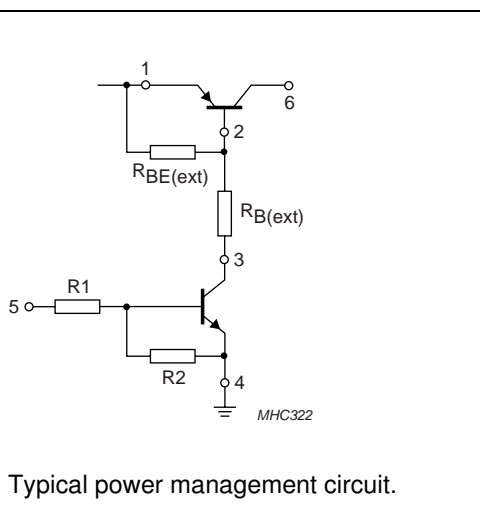 1
6
2
RBE(ext)
RB(ext)
3
R1
5
R2
4
MHC322
Typical power management circuit.